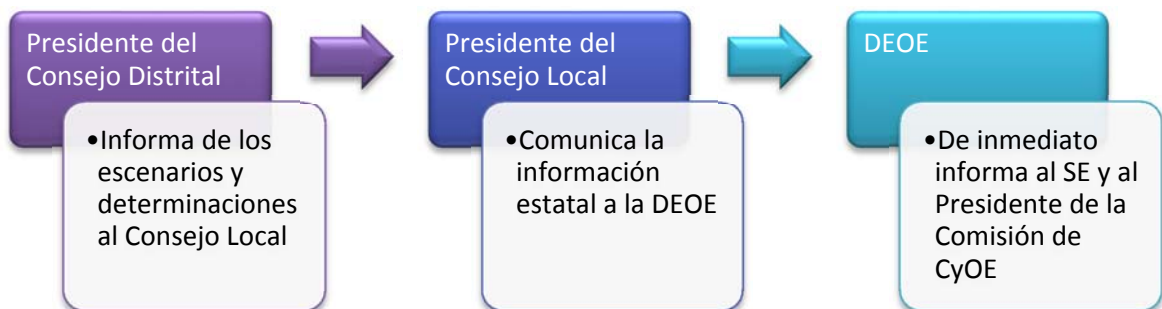 Presidente del
Consejo Distrital
•Informa de los
escenarios y
determinaciones
al Consejo Local
Presidente del
Consejo Local
•Comunica la
información
estatal a la DEOE
DEOE
•De inmediato
informa al SE y al
Presidente de la
Comisión de
CyOE